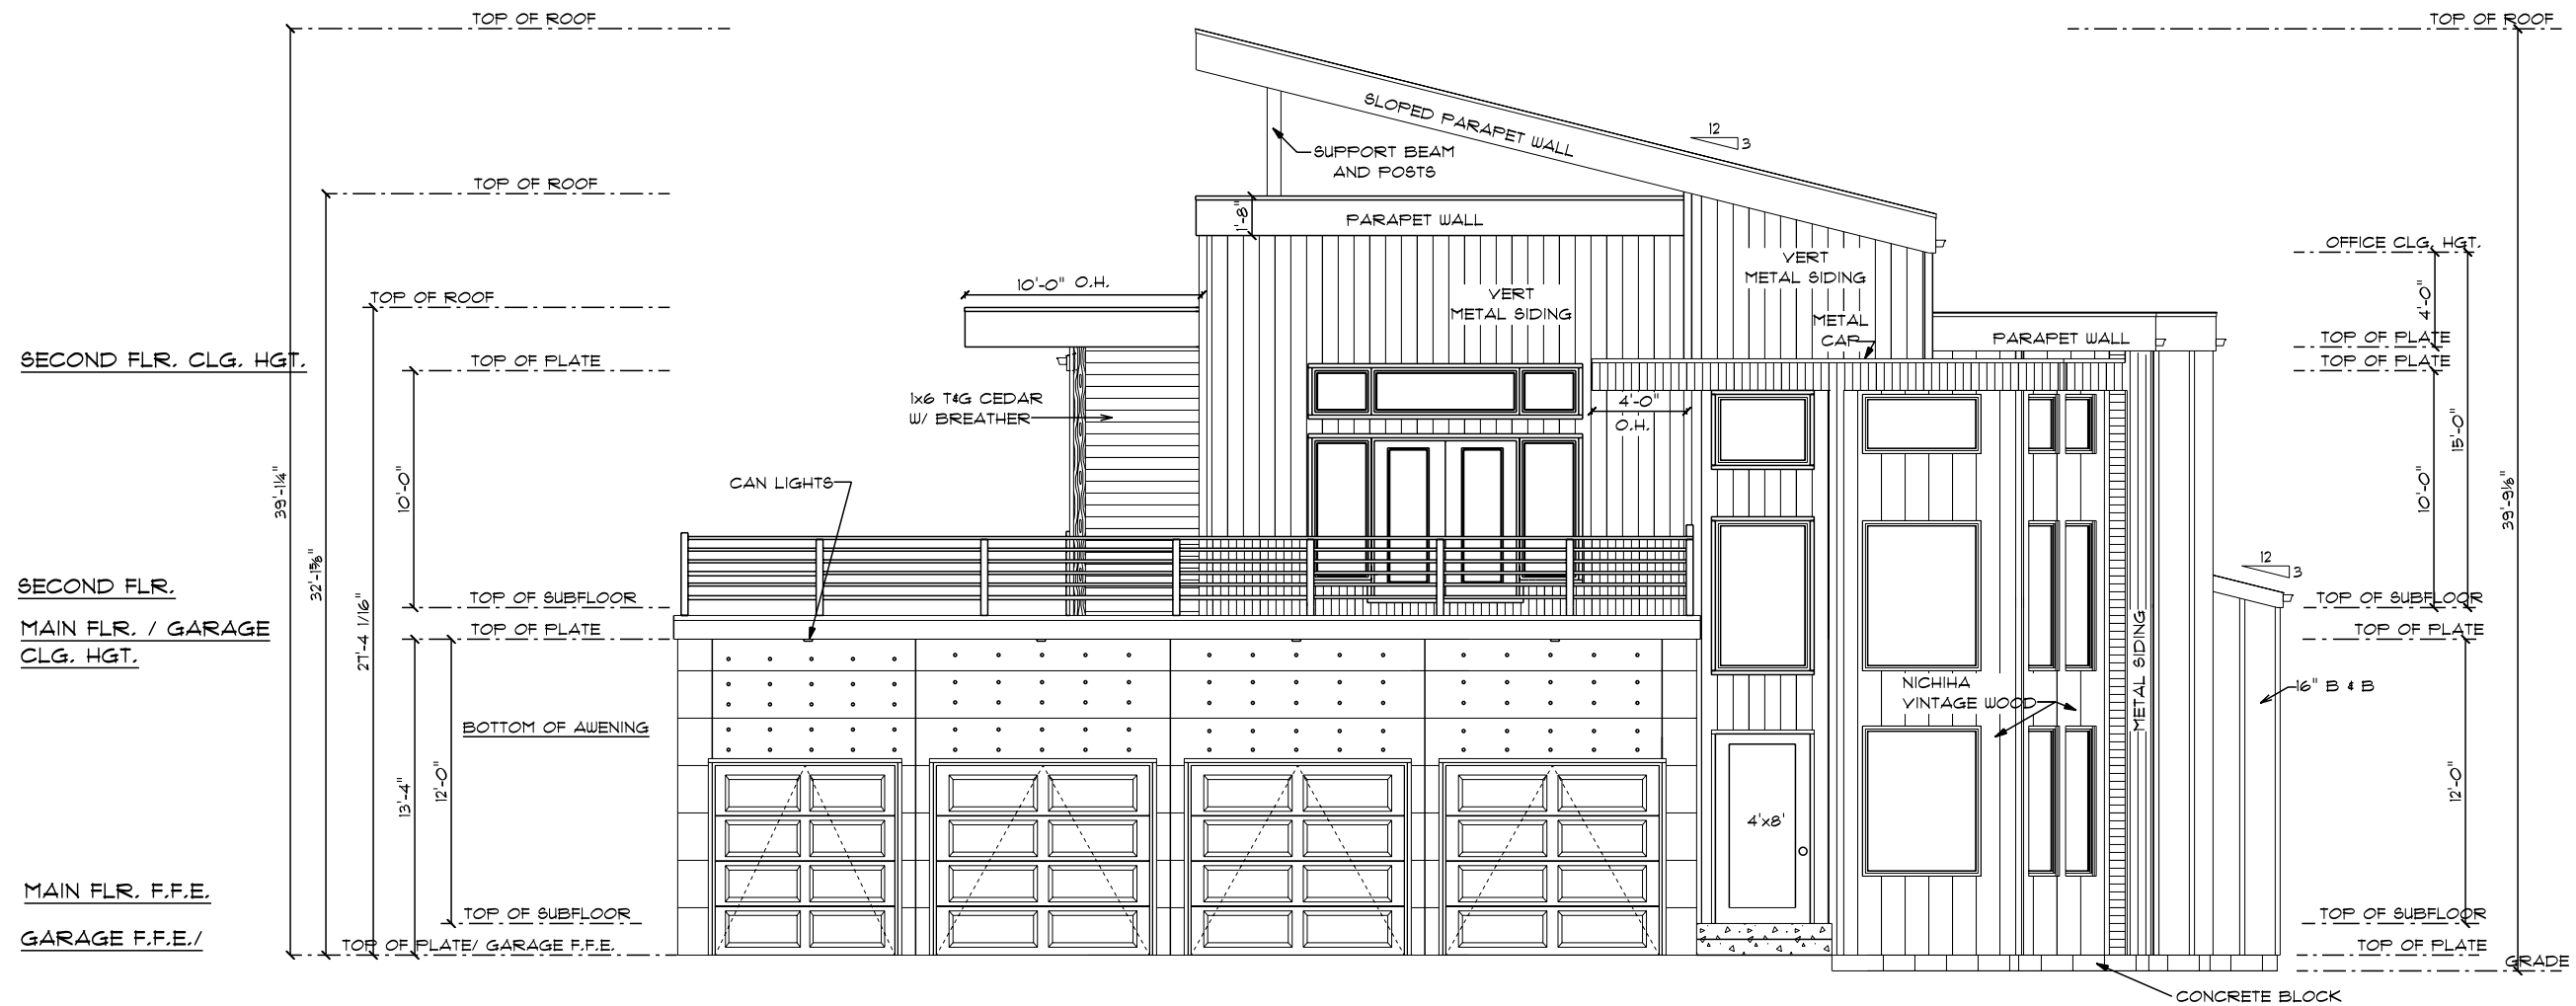 TOP OF ROOF
TOP OF ROOF
SLOPED PARAPET WALL
12
3
SUPPORT BEAM
AND POSTS
TOP OF ROOF
1'-8"
PARAPET WALL
OFFICE CLG. HGT.
VERT
METAL SIDING
10'-0" O.H.
TOP OF ROOF
VERT
METAL SIDING
4'-0"
METAL
CAP
PARAPET WALL
TOP OF PLATE
TOP OF PLATE
SECOND FLR. CLG. HGT.
TOP OF PLATE
1x6 T&G CEDAR
W/ BREATHER
4'-0"
O.H.
15'-0"
10'-0"
10'-0"
39'-1¼"
39'-9⅛"
CAN LIGHTS
32'-1⅝"
12
3
SECOND FLR.
TOP OF SUBFLOOR
TOP OF SUBFLOOR
MAIN FLR. / GARAGE
CLG. HGT.
TOP OF PLATE
TOP OF PLATE
27'-4 1/16"
METAL SIDING
NICHIHA
VINTAGE WOOD
16" B & B
BOTTOM OF AWENING
13'-4"
12'-0"
12'-0"
4'x8'
MAIN FLR. F.F.E.
TOP OF SUBFLOOR
TOP OF SUBFLOOR
GARAGE F.F.E./
TOP OF PLATE/ GARAGE F.F.E.
TOP OF PLATE
GRADE
CONCRETE BLOCK